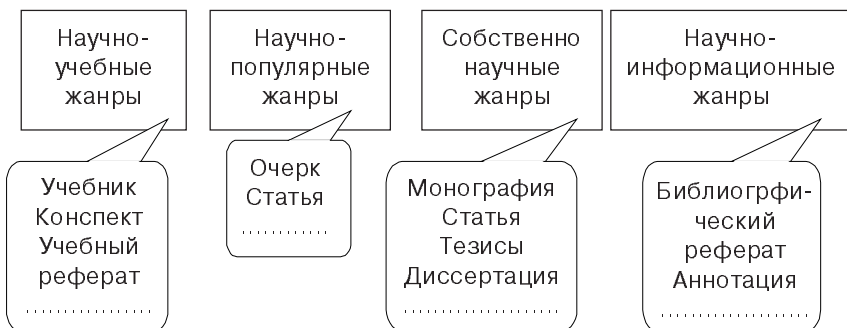 Научно-
учебные
жанры
Научно-
популярные
жанры
Собственно
научные
жанры
Научно-
информационные
жанры
Учебник
Конспект
Учебный
реферат
....................
Очерк
Статья
............
Монография
Статья
Тезисы
Диссертация
........................
Библиогрфи-
ческий
реферат
Аннотация
......................